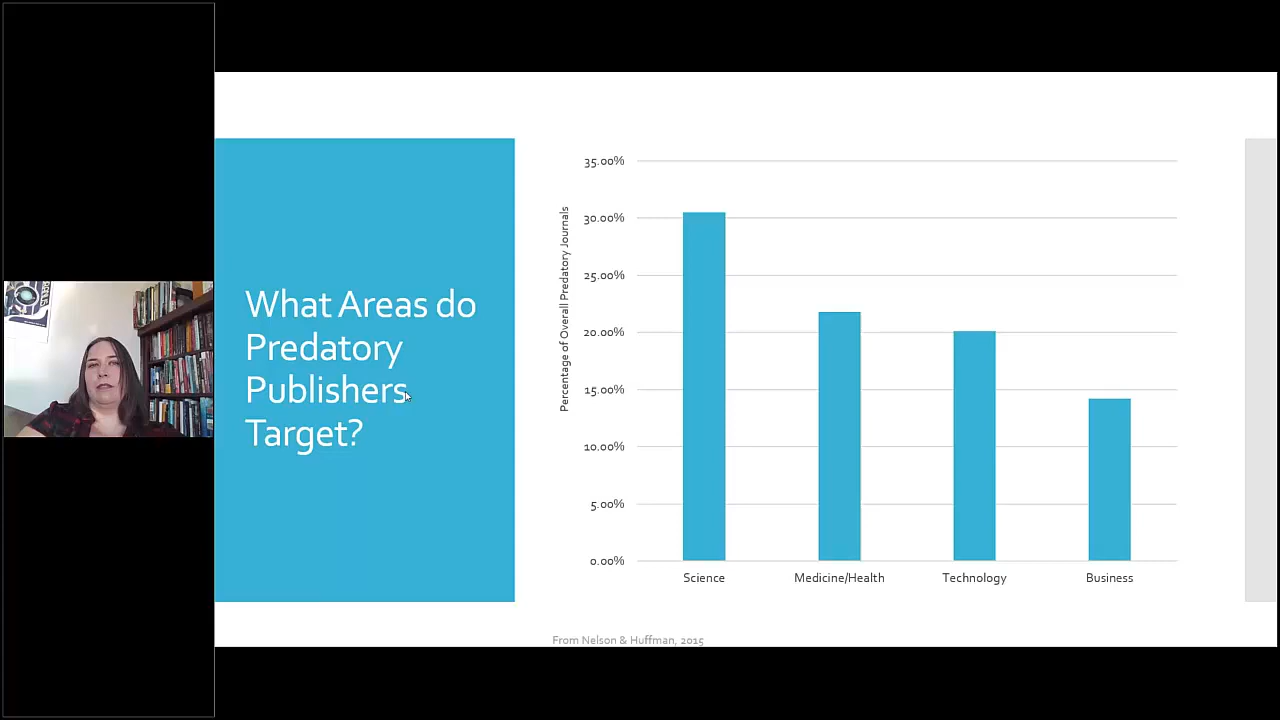 What Areas do
Predatory
Publishers
Target?
Percentage of Overall Predatory Journals
35.00%
30.00%
25.00%
20.00%
15.00%
10.00%
5.00%
0.00%
Science
Medicine/Health
Technology
Business
From Nelson & Huffman, 2015